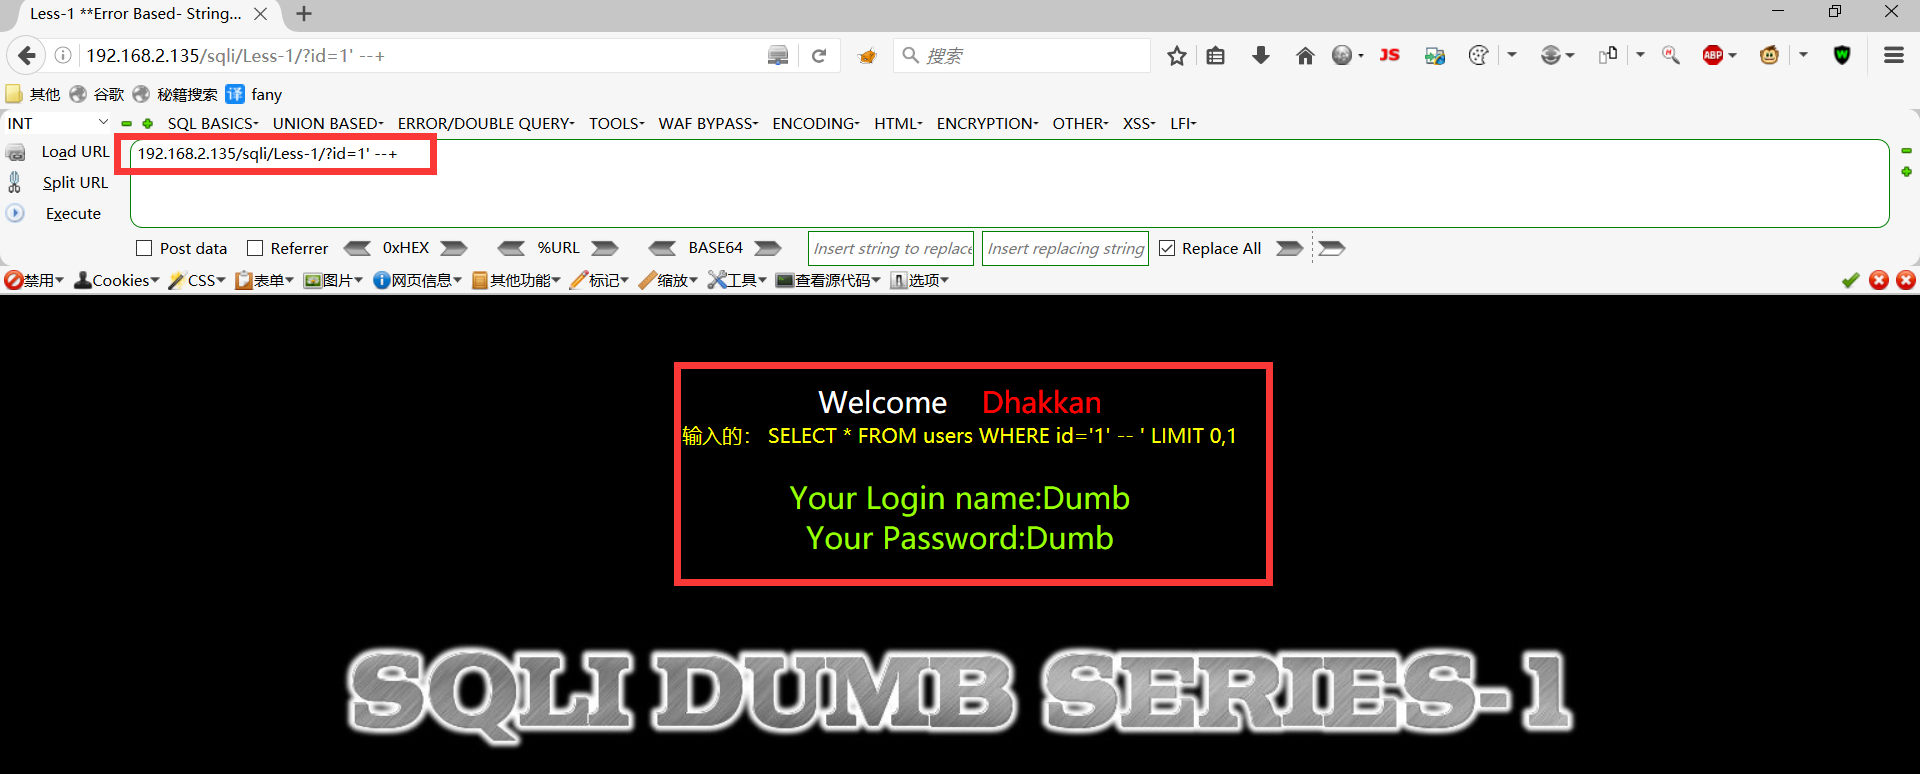 Less-1 **Error Based- String...
192.168.2.135/sqli/Less-1/?id=1' --+
搜索
JS
ABP
其他 谷歌 秘籍搜索 译 fany
INT SQL BASICS UNION BASED ERROR/DOUBLE QUERY TOOLS WAF BYPASS ENCODING HTML ENCRYPTION OTHER XSS LFI
Load URL 192.168.2.135/sqli/Less-1/?id=1' --+
Split URL
Execute
Post data Referrer 0xHEX %URL BASE64 Insert string to replace Insert replacing string Replace All
禁用 Cookies CSS 表单 图片 网页信息 其他功能 标记 缩放 工具 查看源代码 选项
Welcome Dhakkan
输入的： SELECT * FROM users WHERE id='1' -- ' LIMIT 0,1
Your Login name:Dumb
Your Password:Dumb
SQLI DUMB SERIES-1